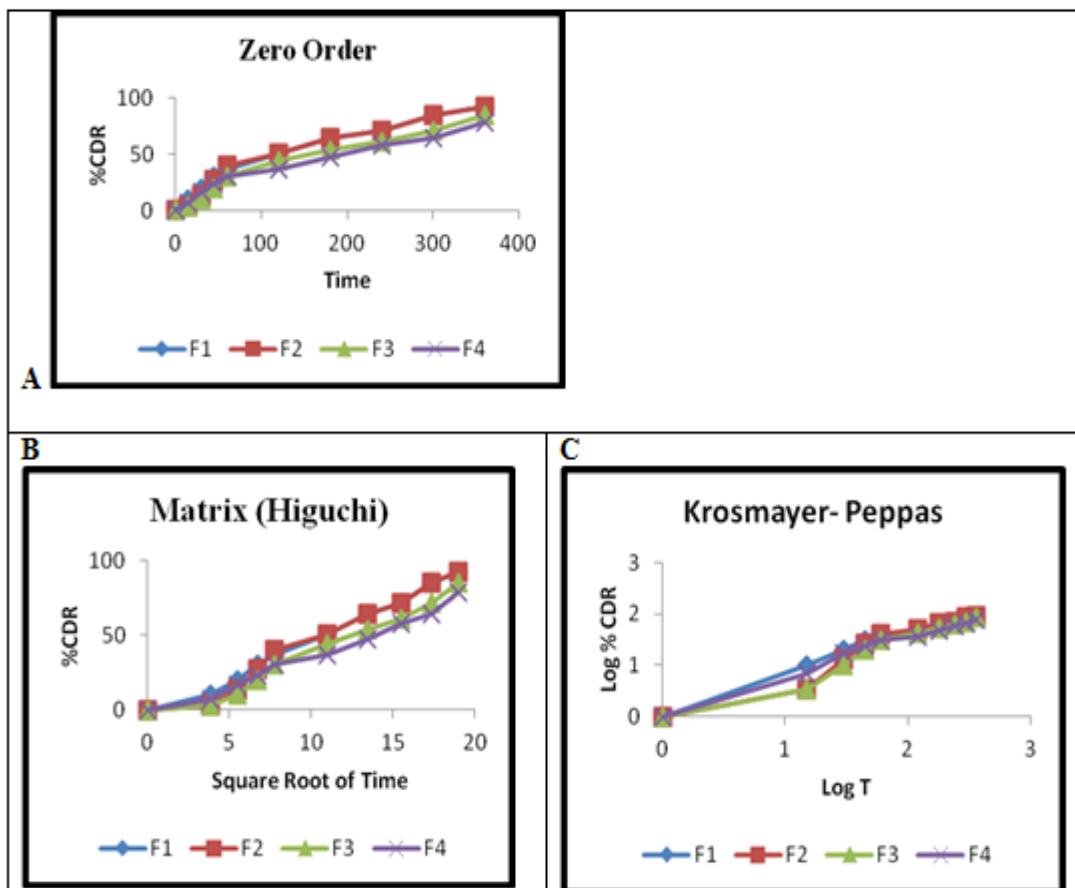 Zero Order
%CDR
100
50
0
0 100 200 300 400
Time
F1 F2 F3 F4
A
B
Matrix (Higuchi)
%CDR
100
50
0
0 5 10 15 20
Square Root of Time
F1 F2 F3 F4
C
Krosmayer- Peppas
Log % CDR
3
2
1
0
0 1 2 3
Log T
F1 F2 F3 F4